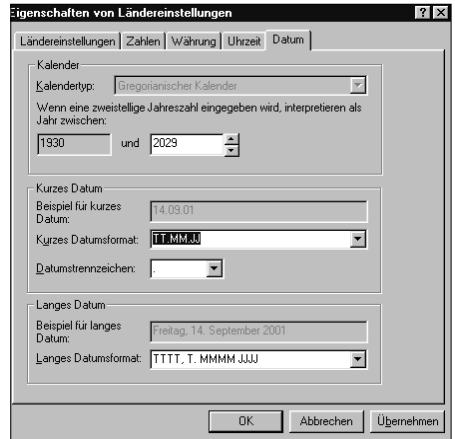 Eigenschaften von Ländereinstellungen
Ländereinstellungen Zahlen Währung Uhrzeit Datum
Kalender
Kalendertyp: Gregorianischer Kalender
Wenn eine zweistellige Jahreszahl eingegeben wird, interpretieren als
Jahr zwischen:
1930 und 2029
Kurzes Datum
Beispiel für kurzes
Datum: 14.09.01
Kurzes Datumsformat: TT.MM.JJ
Datumstrennzeichen: .
Langes Datum
Beispiel für langes
Datum: Freitag, 14. September 2001
Langes Datumsformat: TTTT, T. MMMM JJJJ
OK Abbrechen Übernehmen